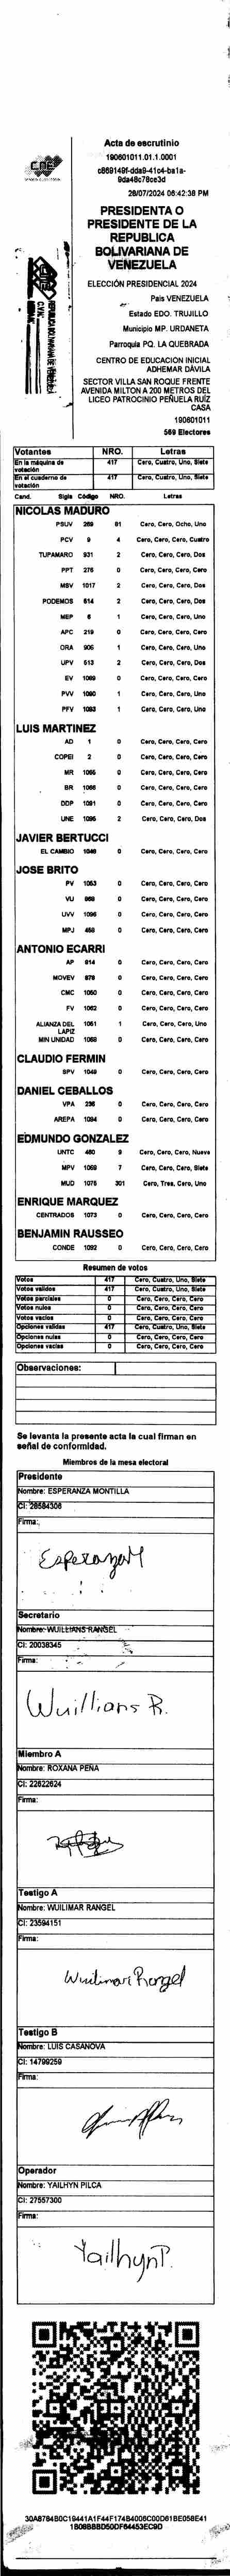 Acta de escrutinio
190601011.01.1.0001
c869149f-dda9-41c4-ba1a-
9da48c78ce3d
28/07/2024 06:42:38 PM
CNE
PRESIDENTA O
PRESIDENTE DE LA
REPUBLICA
BOLIVARIANA DE
VENEZUELA
ELECCIÓN PRESIDENCIAL 2024
Pais VENEZUELA
Estado EDO. TRUJILLO
Municipio MP. URDANETA
Parroquia PQ. LA QUEBRADA
CENTRO DE EDUCACION INICIAL
ADHEMAR DÁVILA
SECTOR VILLA SAN ROQUE FRENTE
AVENIDA MILTON A 200 METROS DEL
LICEO PATROCINIO PEÑUELA RUÍZ
CASA
190601011
569 Electores
Votantes NRO. Letras
En la máquina de votación 417 Cero, Cuatro, Uno, Siete
En el cuaderno de votación 417 Cero, Cuatro, Uno, Siete
Cand. Sigla Código NRO. Letras
NICOLAS MADURO
PSUV 269 81 Cero, Cero, Ocho, Uno
PCV 9 4 Cero, Cero, Cero, Cuatro
TUPAMARO 931 2 Cero, Cero, Cero, Dos
PPT 276 0 Cero, Cero, Cero, Cero
MSV 1017 2 Cero, Cero, Cero, Dos
PODEMOS 614 2 Cero, Cero, Cero, Dos
MEP 6 1 Cero, Cero, Cero, Uno
APC 219 0 Cero, Cero, Cero, Cero
ORA 906 1 Cero, Cero, Cero, Uno
UPV 513 2 Cero, Cero, Cero, Dos
EV 1089 0 Cero, Cero, Cero, Cero
PVV 1090 1 Cero, Cero, Cero, Uno
PFV 1093 1 Cero, Cero, Cero, Uno
LUIS MARTINEZ
AD 1 0 Cero, Cero, Cero, Cero
COPEI 2 0 Cero, Cero, Cero, Cero
MR 1065 0 Cero, Cero, Cero, Cero
BR 1066 0 Cero, Cero, Cero, Cero
DDP 1091 0 Cero, Cero, Cero, Cero
UNE 1095 2 Cero, Cero, Cero, Dos
JAVIER BERTUCCI
EL CAMBIO 1046 0 Cero, Cero, Cero, Cero
JOSE BRITO
PV 1053 0 Cero, Cero, Cero, Cero
VU 868 0 Cero, Cero, Cero, Cero
UVV 1096 0 Cero, Cero, Cero, Cero
MPJ 458 0 Cero, Cero, Cero, Cero
ANTONIO ECARRI
AP 914 0 Cero, Cero, Cero, Cero
MOVEV 978 0 Cero, Cero, Cero, Cero
CMC 1050 0 Cero, Cero, Cero, Cero
FV 1062 0 Cero, Cero, Cero, Cero
ALIANZA DEL LAPIZ 1051 1 Cero, Cero, Cero, Uno
MIN UNIDAD 1068 0 Cero, Cero, Cero, Cero
CLAUDIO FERMIN
SPV 1049 0 Cero, Cero, Cero, Cero
DANIEL CEBALLOS
VPA 236 0 Cero, Cero, Cero, Cero
AREPA 1094 0 Cero, Cero, Cero, Cero
EDMUNDO GONZALEZ
UNTC 480 9 Cero, Cero, Cero, Nueve
MPV 1069 7 Cero, Cero, Cero, Siete
MUD 1075 301 Cero, Tres, Cero, Uno
ENRIQUE MARQUEZ
CENTRADOS 1073 0 Cero, Cero, Cero, Cero
BENJAMIN RAUSSEO
CONDE 1092 0 Cero, Cero, Cero, Cero
Resumen de votos
Votos 417 Cero, Cuatro, Uno, Siete
Votos válidos 417 Cero, Cuatro, Uno, Siete
Votos parciales 0 Cero, Cero, Cero, Cero
Votos nulos 0 Cero, Cero, Cero, Cero
Votos vacíos 0 Cero, Cero, Cero, Cero
Opciones validas 417 Cero, Cuatro, Uno, Siete
Opciones nulas 0 Cero, Cero, Cero, Cero
Opciones vacías 0 Cero, Cero, Cero, Cero
Observaciones:
Se levanta la presente acta la cual firman en
señal de conformidad.
Miembros de la mesa electoral
Presidente
Nombre: ESPERANZA MONTILLA
CI: 26584308
Firma:
EsperanzaM
Secretario
Nombre: WUILLIANS RANGEL
CI: 20038345
Firma:
Wuillians R.
Miembro A
Nombre: ROXANA PEÑA
CI: 22622624
Firma:
Testigo A
Nombre: WUILIMAR RANGEL
CI: 23594151
Firma:
Wuilimar Rangel
Testigo B
Nombre: LUIS CASANOVA
CI: 14799259
Firma:
Operador
Nombre: YAILHYN PILCA
CI: 27557300
Firma:
YailhynP.
30A8784B0C19441A1F44F174B4006C00D61BE058E41
1B08BBBD50DF64453EC9D